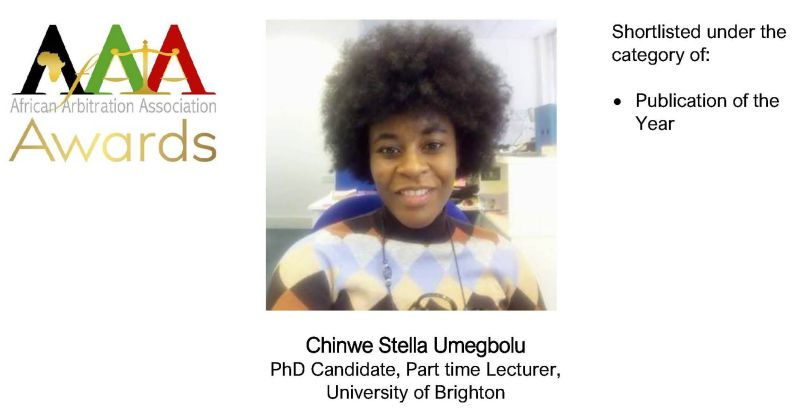 AfAA
African Arbitration Association
Awards
Shortlisted under the
category of:
• Publication of the
Year
Chinwe Stella Umegbolu
PhD Candidate, Part time Lecturer,
University of Brighton